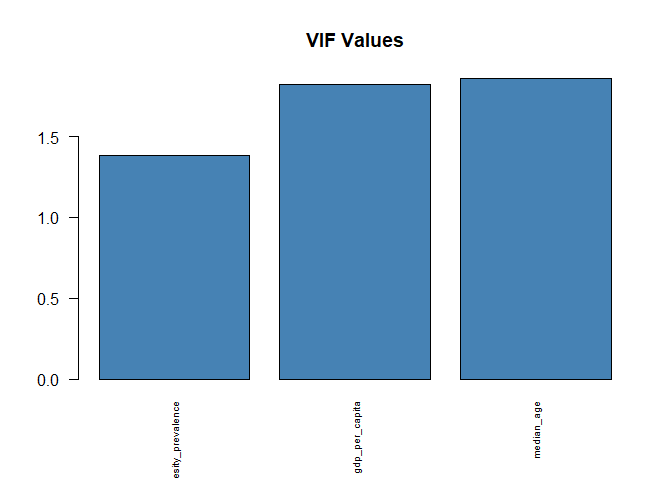 VIF Values
1.5
1.0
0.5
0.0
esity_prevalence
gdp_per_capita
median_age